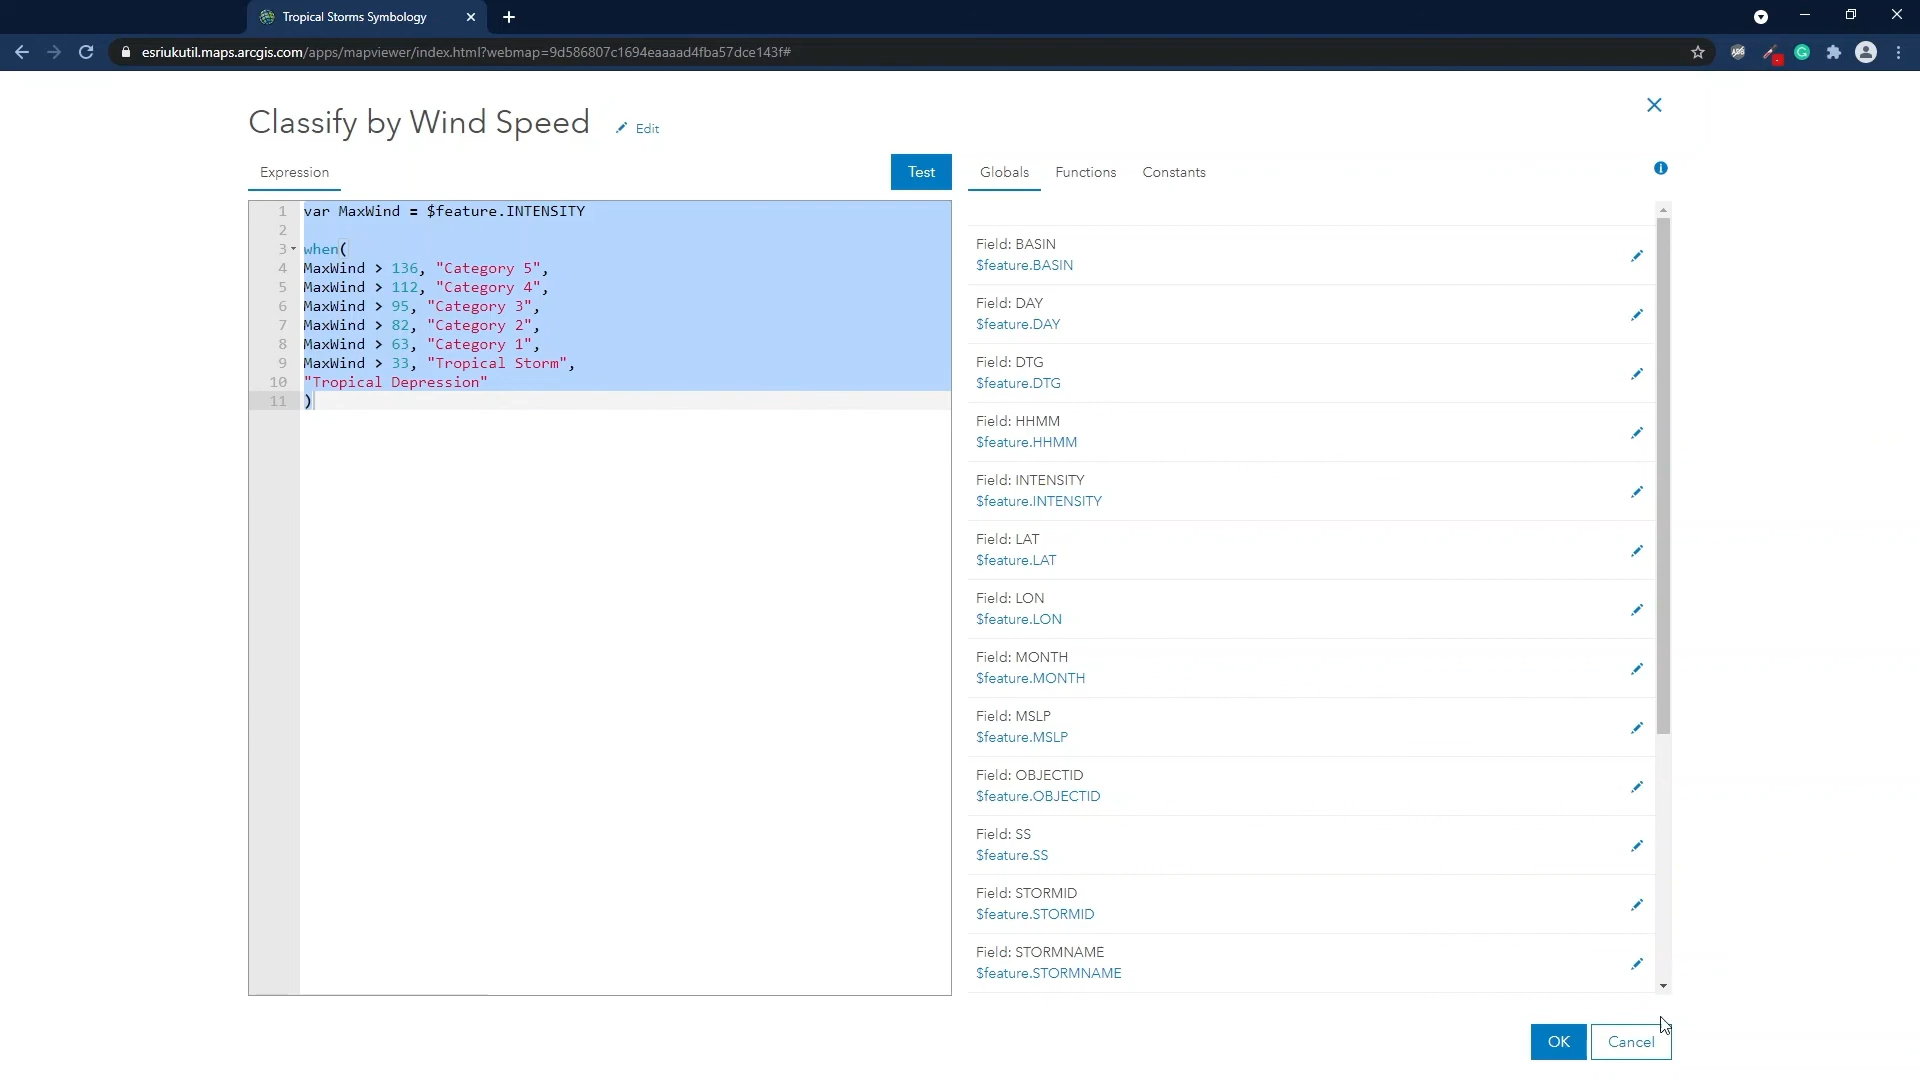 Tropical Storms Symbology
esriukutil.maps.arcgis.com/apps/mapviewer/index.html?webmap=9d586807c1694eaaaad4fba57dce143f#
Classify by Wind Speed
Edit
Expression
Test
Globals
Functions
Constants
1 var MaxWind = $feature.INTENSITY
2
3 when(
4 MaxWind > 136, "Category 5",
5 MaxWind > 112, "Category 4",
6 MaxWind > 95, "Category 3",
7 MaxWind > 82, "Category 2",
8 MaxWind > 63, "Category 1",
9 MaxWind > 33, "Tropical Storm",
10 "Tropical Depression"
11 )
Field: BASIN
$feature.BASIN
Field: DAY
$feature.DAY
Field: DTG
$feature.DTG
Field: HHMM
$feature.HHMM
Field: INTENSITY
$feature.INTENSITY
Field: LAT
$feature.LAT
Field: LON
$feature.LON
Field: MONTH
$feature.MONTH
Field: MSLP
$feature.MSLP
Field: OBJECTID
$feature.OBJECTID
Field: SS
$feature.SS
Field: STORMID
$feature.STORMID
Field: STORMNAME
$feature.STORMNAME
OK
Cancel